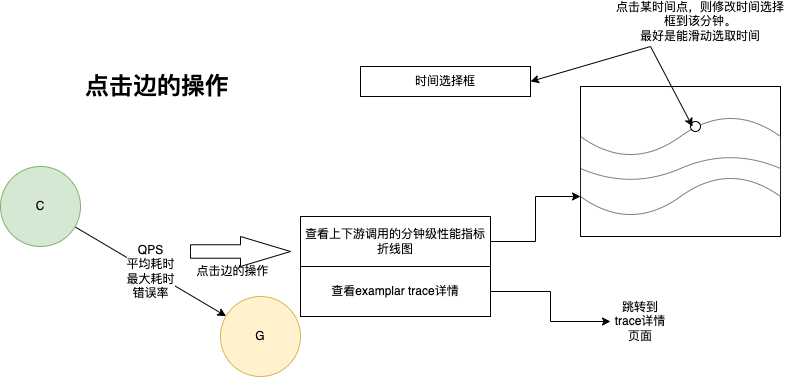 点击某时间点，则修改时间选择
框到该分钟。
最好是能滑动选取时间
点击边的操作
时间选择框
C
QPS
平均耗时
最大耗时
错误率
点击边的操作
查看上下游调用的分钟级性能指标
折线图
查看examplar trace详情
G
跳转到
trace详情
页面